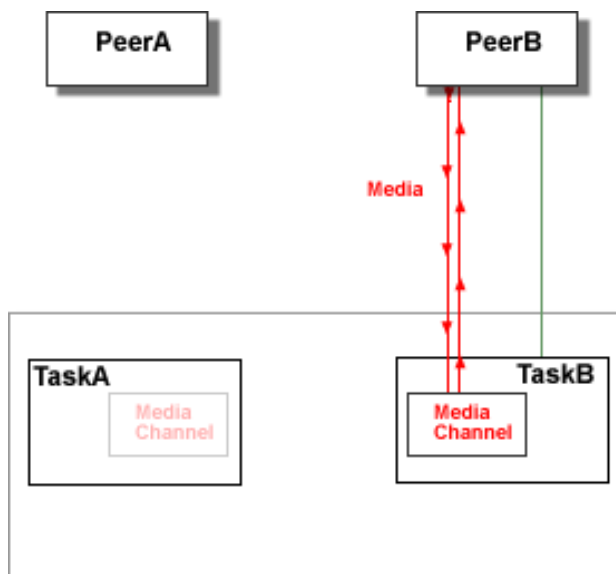 PeerA
PeerB
Media
TaskA
TaskB
Media
Channel
Media
Channel